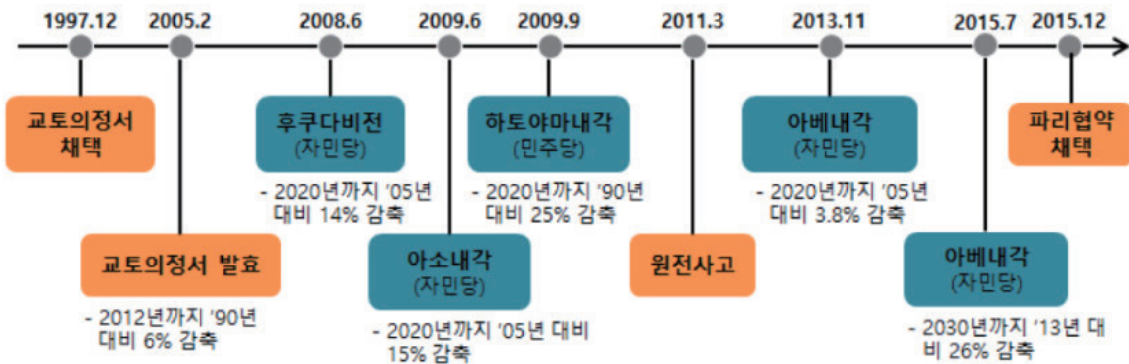 1997.12
2005.2
2008.6
2009.6
2009.9
2011.3
2013.11
2015.7
2015.12
교토의정서
채택
후쿠다비전
(자민당)
- 2020년까지 '05년
대비 14% 감축
하토야마내각
(민주당)
- 2020년까지 '90년
대비 25% 감축
아베내각
(자민당)
- 2020년까지 '05년
대비 3.8% 감축
파리협약
채택
교토의정서 발효
- 2012년까지 '90년
대비 6% 감축
아소내각
(자민당)
- 2020년까지 '05년 대비
15% 감축
원전사고
아베내각
(자민당)
- 2030년까지 '13년 대
비 26% 감축